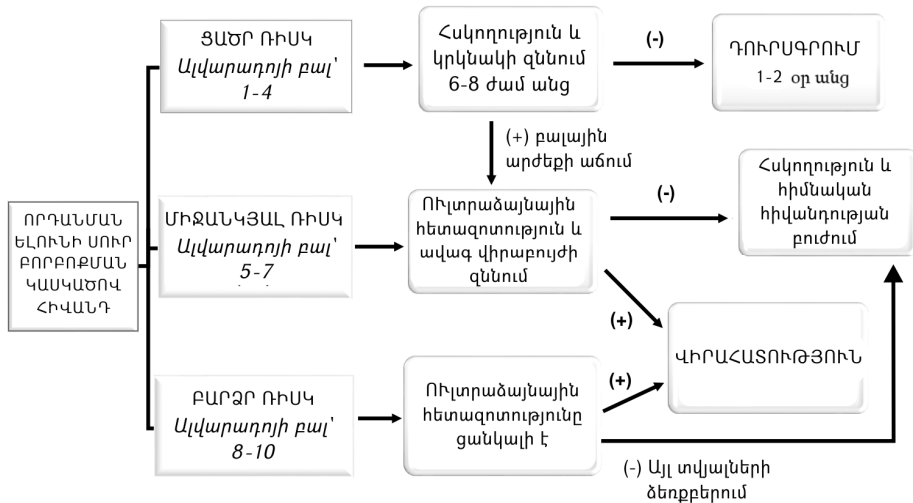 ՑԱԾՐ ՌԻՍԿ
Ալվարադոյի բալ՝
1-4
Հսկողություն և
կրկնակի զննում
6-8 ժամ անց
(-)
ԴՈՒՐՍԳՐՈՒՄ
1-2 օր անց
(+) բալային
արժեքի աճում
ՈՐԴԱՆՄԱՆ
ԵԼՈՒՆԻ ՍՈՒՐ
ԲՈՐԲՈՔՄԱՆ
ԿԱՍԿԱԾՈՎ
ՀԻՎԱՆԴ
ՄԻՋԱՆԿՅԱԼ ՌԻՍԿ
Ալվարադոյի բալ՝
5-7
ՈՒլտրաձայնային
հետազոտություն և
ավագ վիրաբույժի
զննում
(-)
Հսկողություն և
հիմնական
հիվանդության
բուժում
(+)
ՎԻՐԱՀԱՏՈՒԹՅՈՒՆ
ԲԱՐՁՐ ՌԻՍԿ
Ալվարադոյի բալ՝
8-10
ՈՒլտրաձայնային
հետազոտությունը
ցանկալի է
(+)
(-) Այլ տվյալների
ձեռքբերում